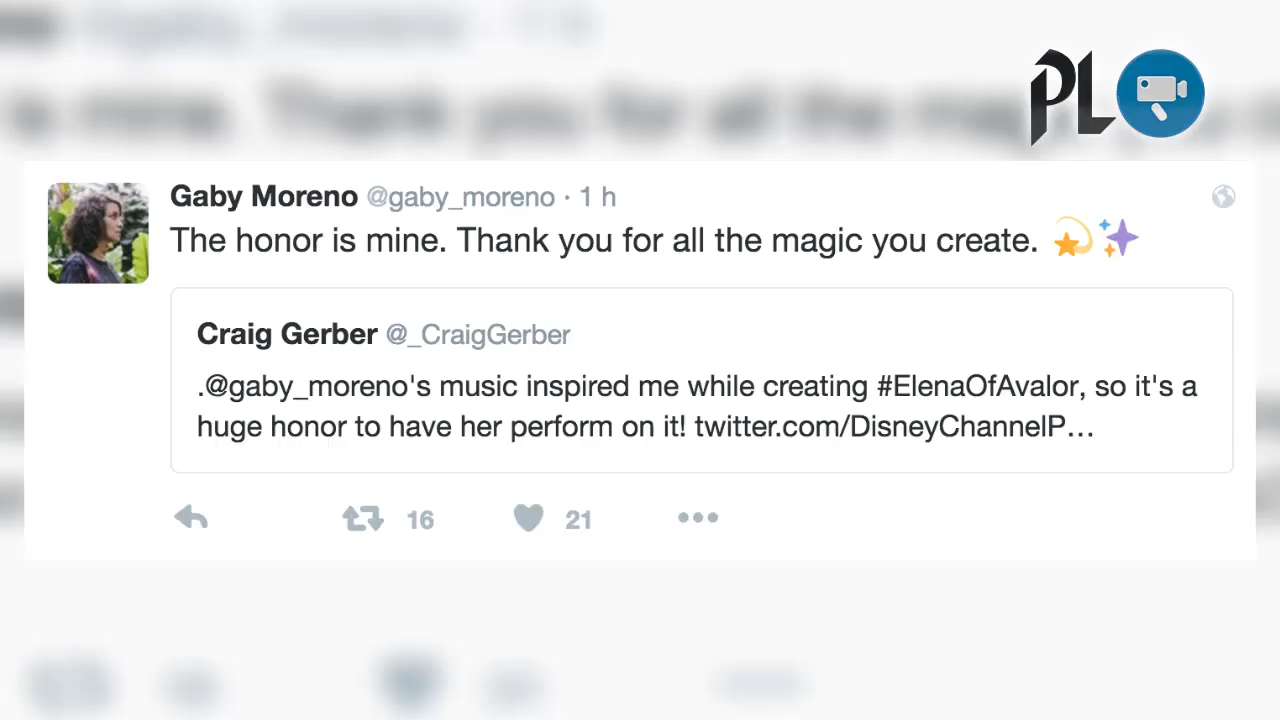 PL
Gaby Moreno @gaby_moreno · 1 h
The honor is mine. Thank you for all the magic you create. 💫✨
Craig Gerber @_CraigGerber
.@gaby_moreno's music inspired me while creating #ElenaOfAvalor, so it's a
huge honor to have her perform on it! twitter.com/DisneyChannelP…
16 21